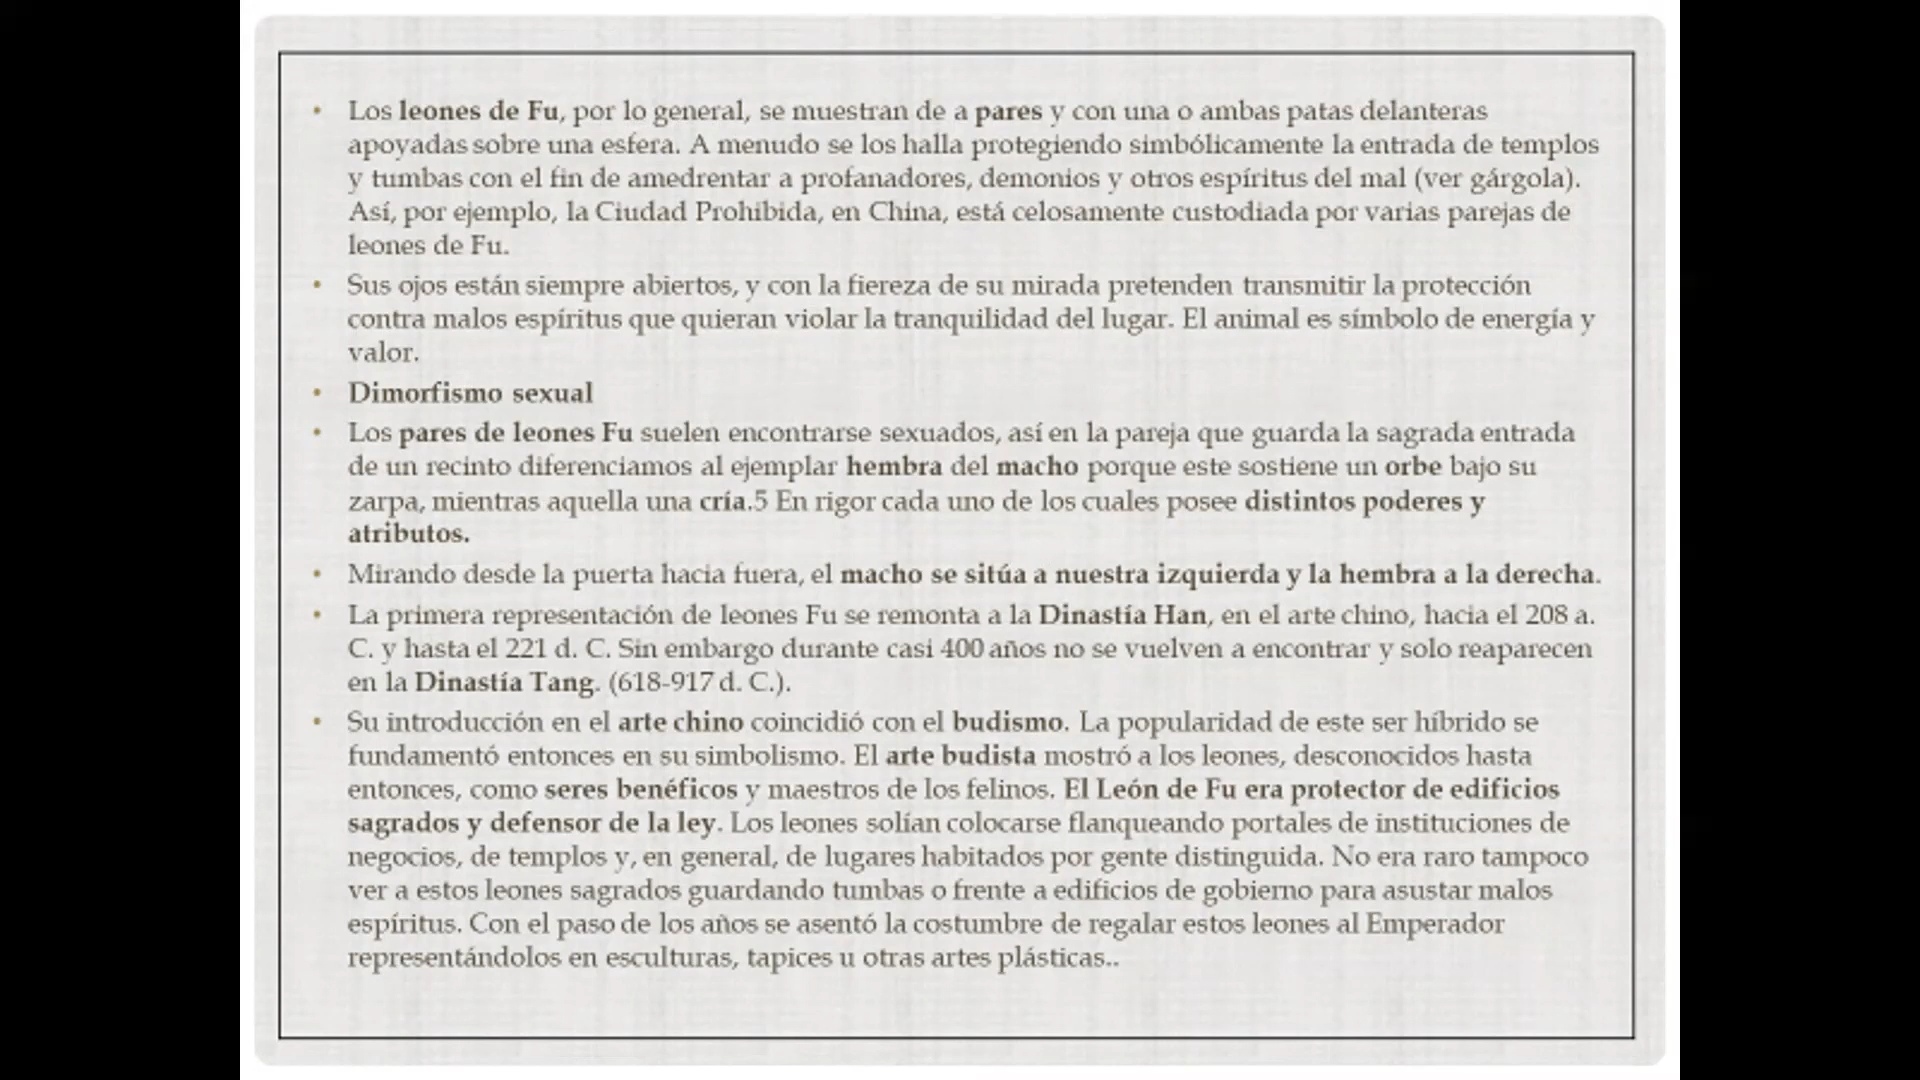 • Los leones de Fu, por lo general, se muestran de a pares y con una o ambas patas delanteras
apoyadas sobre una esfera. A menudo se los halla protegiendo simbólicamente la entrada de templos
y tumbas con el fin de amedrentar a profanadores, demonios y otros espíritus del mal (ver gárgola).
Así, por ejemplo, la Ciudad Prohibida, en China, está celosamente custodiada por varias parejas de
leones de Fu.
• Sus ojos están siempre abiertos, y con la fiereza de su mirada pretenden transmitir la protección
contra malos espíritus que quieran violar la tranquilidad del lugar. El animal es símbolo de energía y
valor.
• Dimorfismo sexual
• Los pares de leones Fu suelen encontrarse sexuados, así en la pareja que guarda la sagrada entrada
de un recinto diferenciamos al ejemplar hembra del macho porque este sostiene un orbe bajo su
zarpa, mientras aquella una cría.5 En rigor cada uno de los cuales posee distintos poderes y
atributos.
• Mirando desde la puerta hacia fuera, el macho se sitúa a nuestra izquierda y la hembra a la derecha.
• La primera representación de leones Fu se remonta a la Dinastía Han, en el arte chino, hacia el 208 a.
C. y hasta el 221 d. C. Sin embargo durante casi 400 años no se vuelven a encontrar y solo reaparecen
en la Dinastía Tang. (618-917 d. C.).
• Su introducción en el arte chino coincidió con el budismo. La popularidad de este ser híbrido se
fundamentó entonces en su simbolismo. El arte budista mostró a los leones, desconocidos hasta
entonces, como seres benéficos y maestros de los felinos. El León de Fu era protector de edificios
sagrados y defensor de la ley. Los leones solían colocarse flanqueando portales de instituciones de
negocios, de templos y, en general, de lugares habitados por gente distinguida. No era raro tampoco
ver a estos leones sagrados guardando tumbas o frente a edificios de gobierno para asustar malos
espíritus. Con el paso de los años se asentó la costumbre de regalar estos leones al Emperador
representándolos en esculturas, tapices u otras artes plásticas..